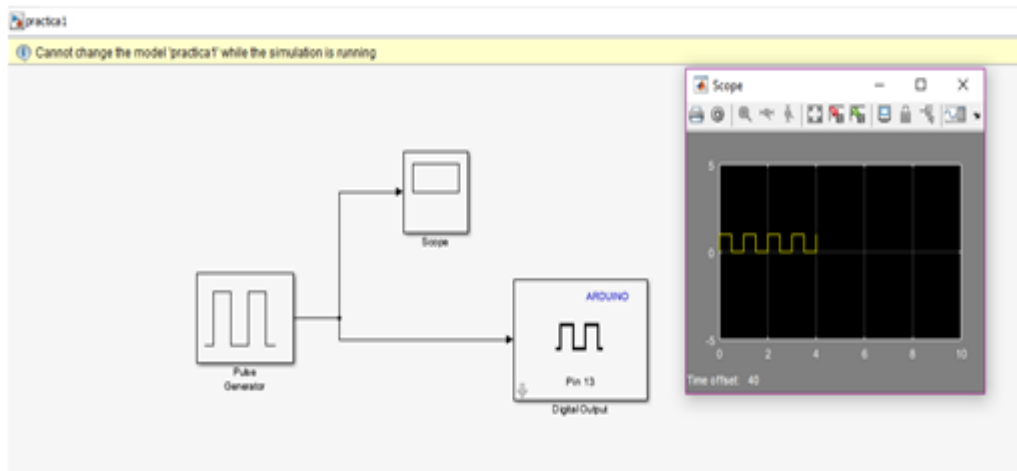 practica1
Cannot change the model 'practica1' while the simulation is running
Scope
Scope
ARDUINO
Pin 13
Digital Output
Pulse
Generator
5
0
-5
0 2 4 6 8 10
Time offset: 40